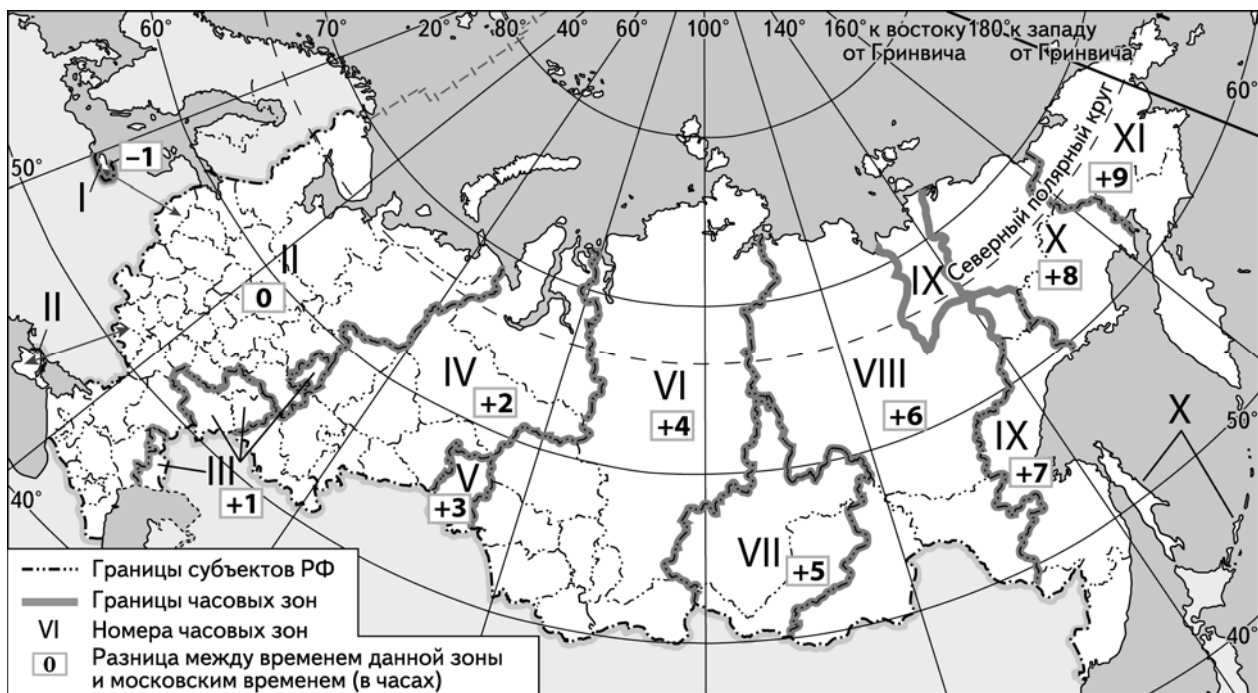 60° 70° 20° 80° 40 60 80 100 120° 140° 160° к востоку 180° к западу
от Гринвича от Гринвича
60°
Северный полярный круг
50°
–1
I
XI
+9
II
0
X
+8
IX
II
IV
+2
VI
+4
VIII
+6
X
50°
IX
+7
V
+3
III
+1
40°
VII
+5
40°
Границы субъектов РФ
Границы часовых зон
VI Номера часовых зон
0 Разница между временем данной зоны
и московским временем (в часах)